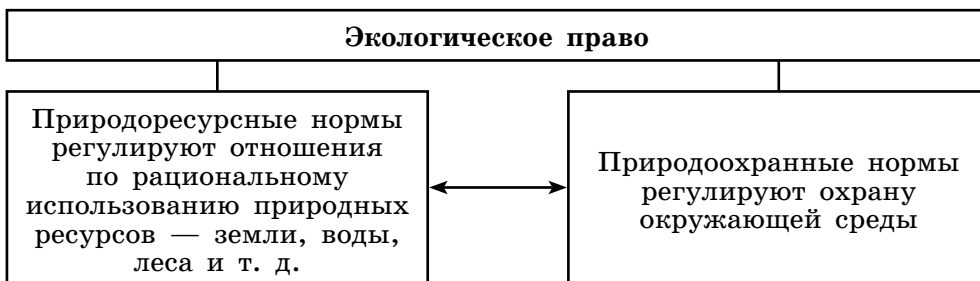 Экологическое право
Природоресурсные нормы
регулируют отношения
по рациональному
использованию природных
ресурсов — земли, воды,
леса и т. д.
Природоохранные нормы
регулируют охрану
окружающей среды